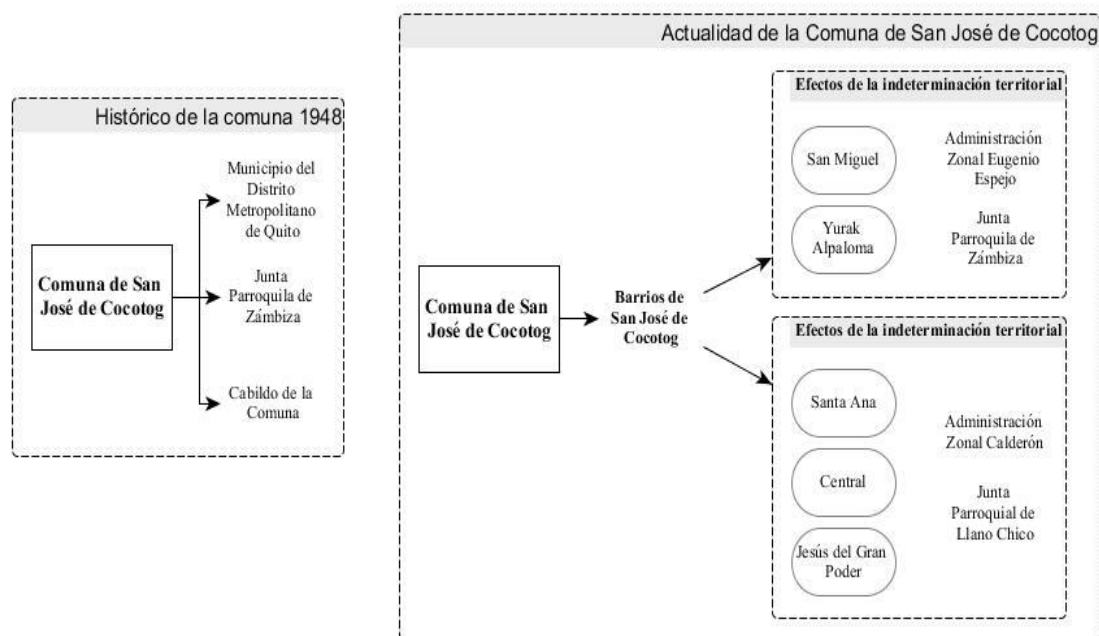 Histórico de la comuna 1948
Municipio del
Distrito
Metropolitano
de Quito
Comuna de San
José de Cocotog
Junta
Parroquila de
Zámbiza
Cabildo de la
Comuna
Actualidad de la Comuna de San José de Cocotog
Comuna de San
José de Cocotog
Barrios de
San José de
Cocotog
Efectos de la indeterminación territorial
San Miguel
Administración
Zonal Eugenio
Espejo
Yurak
Alpaloma
Junta
Parroquila de
Zámbiza
Efectos de la indeterminación territorial
Santa Ana
Administración
Zonal Calderón
Central
Junta
Parroquial de
Llano Chico
Jesús del Gran
Poder